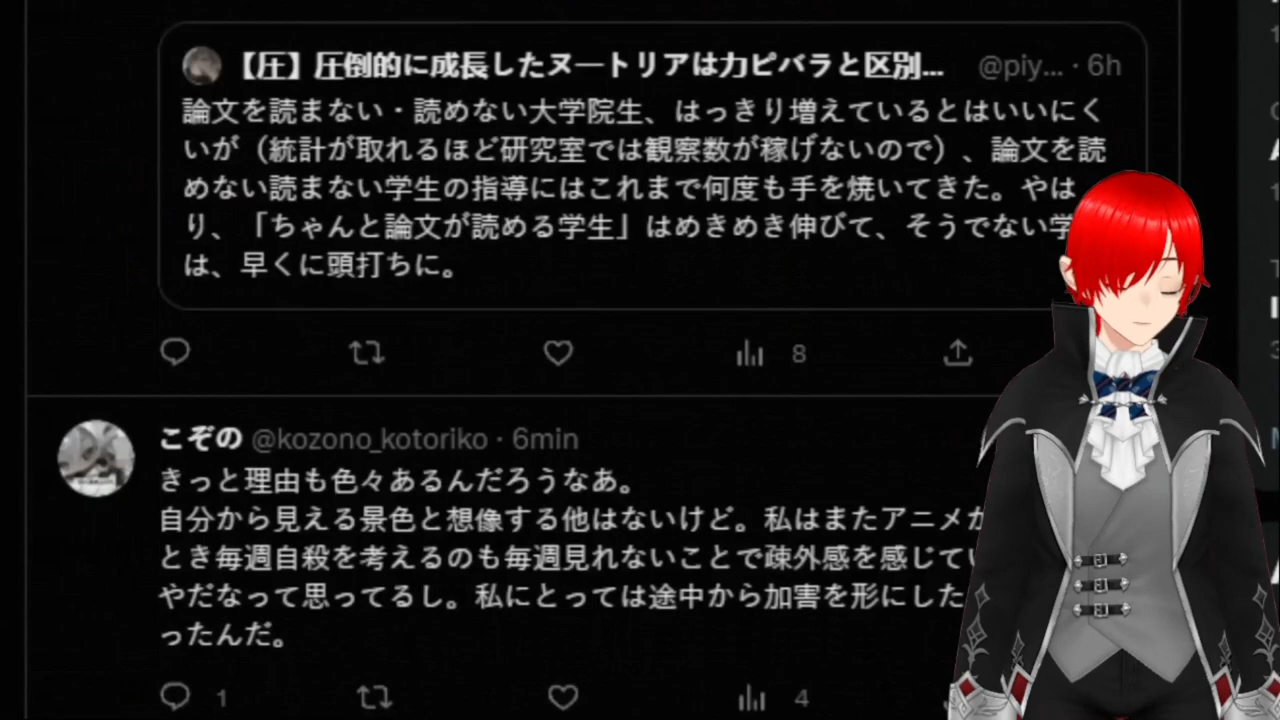 【圧】圧倒的に成長したヌートリアはカピバラと区別... @piy... · 6h
論文を読まない・読めない大学院生、はっきり増えているとはいいにく
いが（統計が取れるほど研究室では観察数が稼げないので）、論文を読
めない読まない学生の指導にはこれまで何度も手を焼いてきた。やは
り、「ちゃんと論文が読める学生」はめきめき伸びて、そうでない学
は、早くに頭打ちに。
8
こぞの @kozono_kotoriko · 6min
きっと理由も色々あるんだろうなあ。
自分から見える景色と想像する他はないけど。私はまたアニメが
とき毎週自殺を考えるのも毎週見れないことで疎外感を感じてい
やだなって思ってるし。私にとっては途中から加害を形にした
ったんだ。
1 4